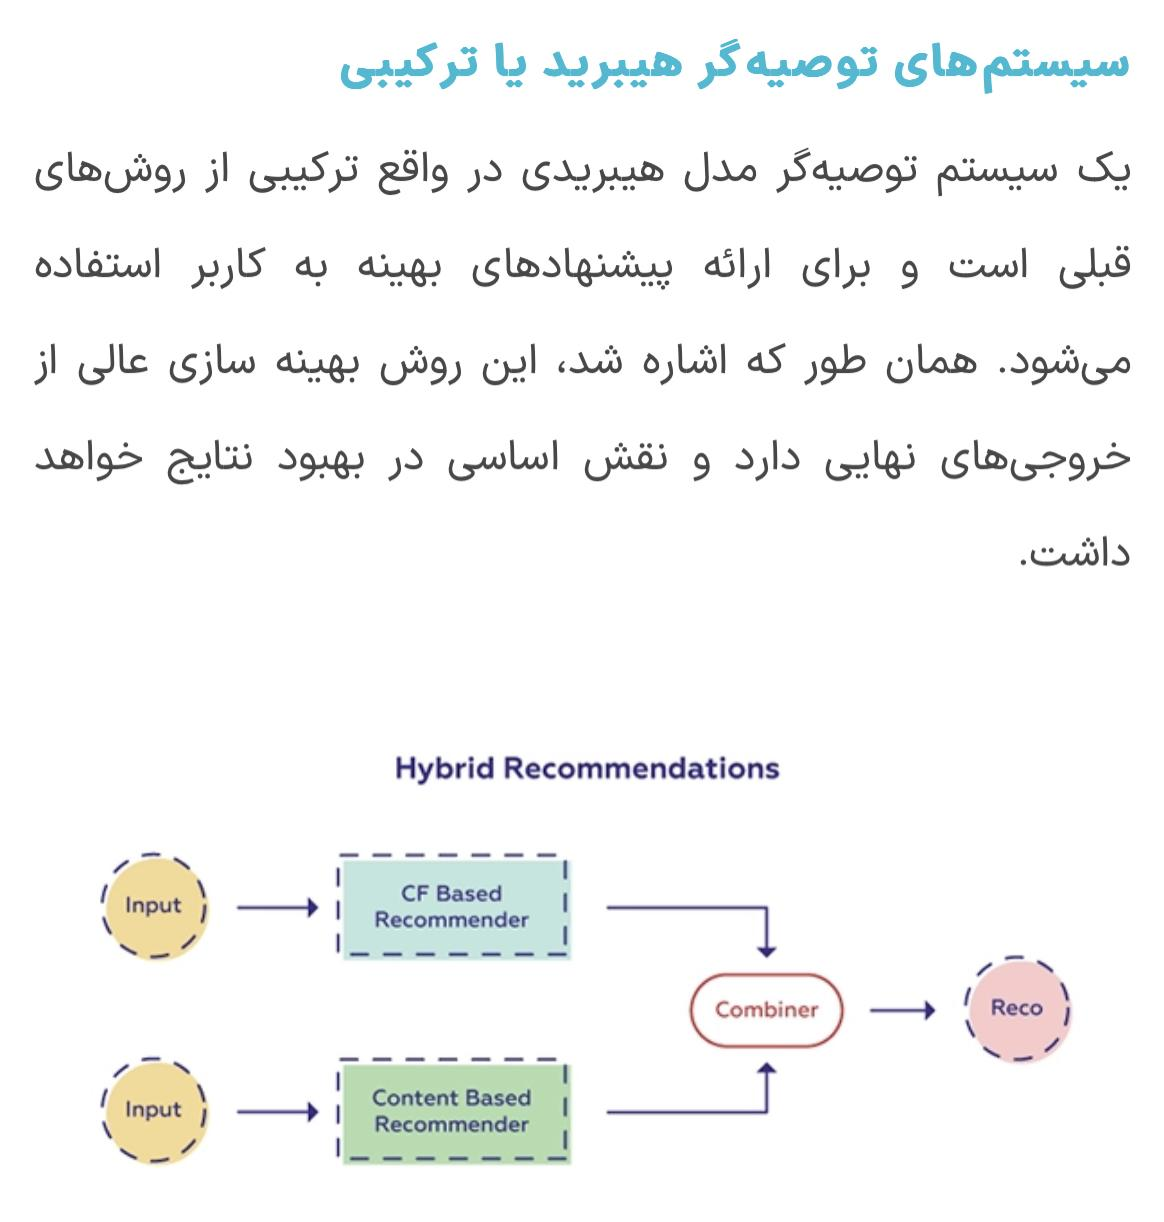 سیستم‌های توصیه‌گر هیبرید یا ترکیبی
یک سیستم توصیه‌گر مدل هیبریدی در واقع ترکیبی از روش‌های
قبلی است و برای ارائه پیشنهادهای بهینه به کاربر استفاده
می‌شود. همان طور که اشاره شد، این روش بهینه سازی عالی از
خروجی‌های نهایی دارد و نقش اساسی در بهبود نتایج خواهد
داشت.
Hybrid Recommendations
Input
CF Based
Recommender
Combiner
Reco
Input
Content Based
Recommender